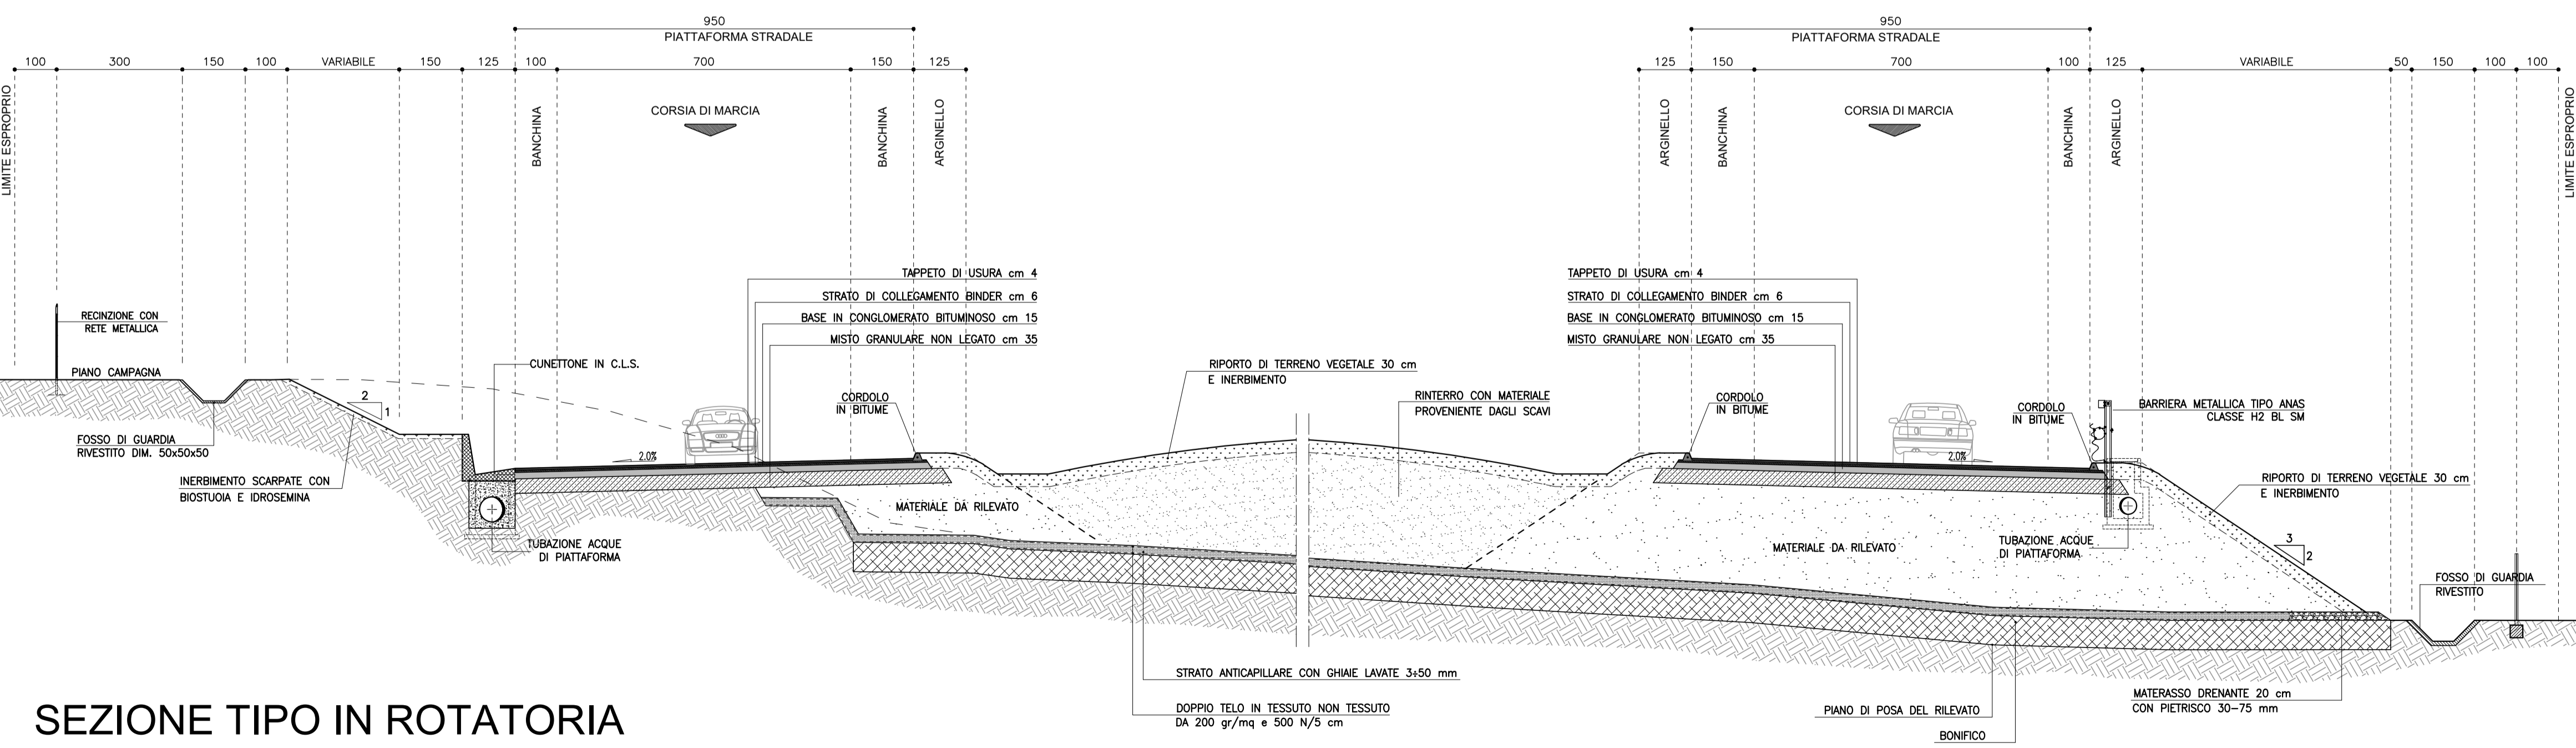 950
PIATTAFORMA STRADALE
950
PIATTAFORMA STRADALE
100 300 150 100 VARIABILE 150 125 100 700 150 125
125 150 700 100 125 VARIABILE 50 150 100 100
LIMITE ESPROPRIO
BANCHINA
CORSIA DI MARCIA
BANCHINA
ARGINELLO
ARGINELLO
BANCHINA
CORSIA DI MARCIA
BANCHINA
ARGINELLO
LIMITE ESPROPRIO
TAPPETO DI USURA cm 4
STRATO DI COLLEGAMENTO BINDER cm 6
BASE IN CONGLOMERATO BITUMINOSO cm 15
MISTO GRANULARE NON LEGATO cm 35
TAPPETO DI USURA cm 4
STRATO DI COLLEGAMENTO BINDER cm 6
BASE IN CONGLOMERATO BITUMINOSO cm 15
MISTO GRANULARE NON LEGATO cm 35
RECINZIONE CON
RETE METALLICA
PIANO CAMPAGNA
CUNETTONE IN C.L.S.
2
1
FOSSO DI GUARDIA
RIVESTITO DIM. 50x50x50
INERBIMENTO SCARPATE CON
BIOSTUOIA E IDROSEMINA
2.0%
CORDOLO
IN BITUME
RIPORTO DI TERRENO VEGETALE 30 cm
E INERBIMENTO
RINTERRO CON MATERIALE
PROVENIENTE DAGLI SCAVI
CORDOLO
IN BITUME
2.0%
CORDOLO
IN BITUME
BARRIERA METALLICA TIPO ANAS
CLASSE H2 BL SM
RIPORTO DI TERRENO VEGETALE 30 cm
E INERBIMENTO
MATERIALE DA RILEVATO
TUBAZIONE ACQUE
DI PIATTAFORMA
MATERIALE DA RILEVATO
TUBAZIONE ACQUE
DI PIATTAFORMA
3
2
FOSSO DI GUARDIA
RIVESTITO
STRATO ANTICAPILLARE CON GHIAIE LAVATE 3÷50 mm
DOPPIO TELO IN TESSUTO NON TESSUTO
DA 200 gr/mq e 500 N/5 cm
PIANO DI POSA DEL RILEVATO
BONIFICO
MATERASSO DRENANTE 20 cm
CON PIETRISCO 30-75 mm
SEZIONE TIPO IN ROTATORIA